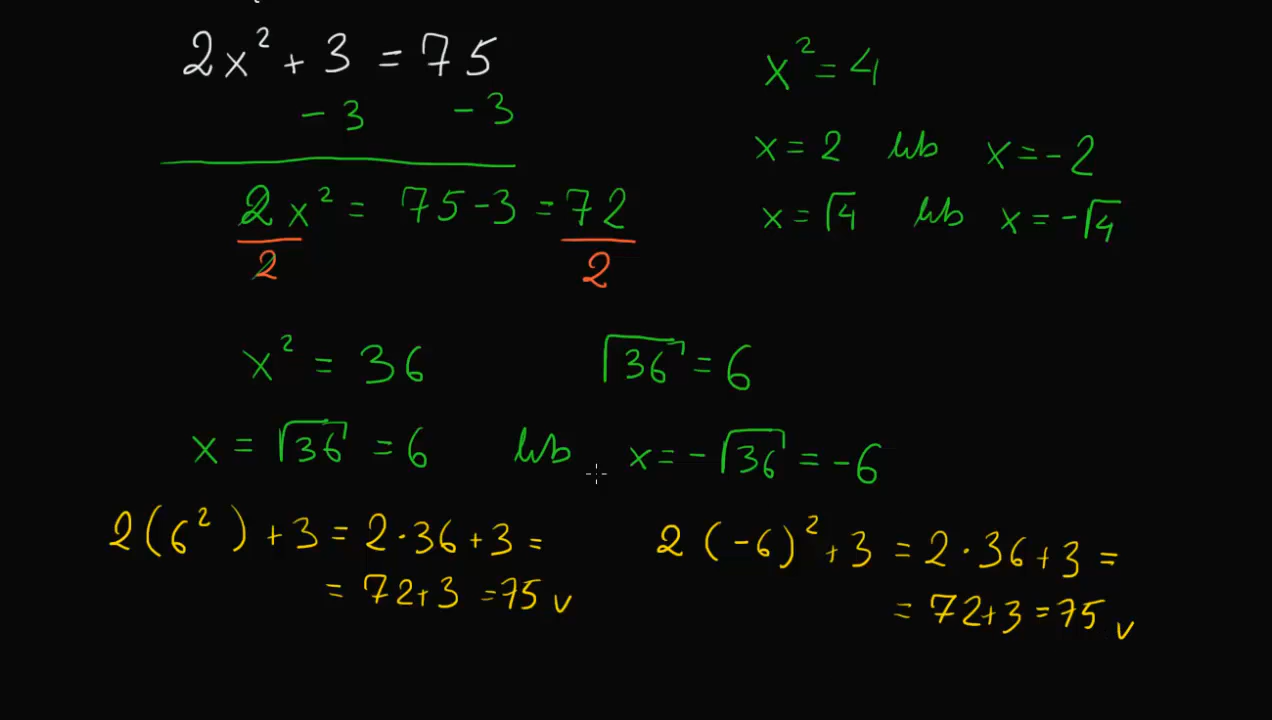 2x² + 3 = 75
- 3 - 3
2x² = 75 - 3 = 72
2 2
x² = 4
x = 2 lub x = -2
x = √4 lub x = -√4
x² = 36 √36 = 6
x = √36 = 6 lub x = -√36 = -6
2(6²) + 3 = 2·36 + 3 =
= 72 + 3 = 75 v
2(-6)² + 3 = 2·36 + 3 =
= 72 + 3 = 75 v